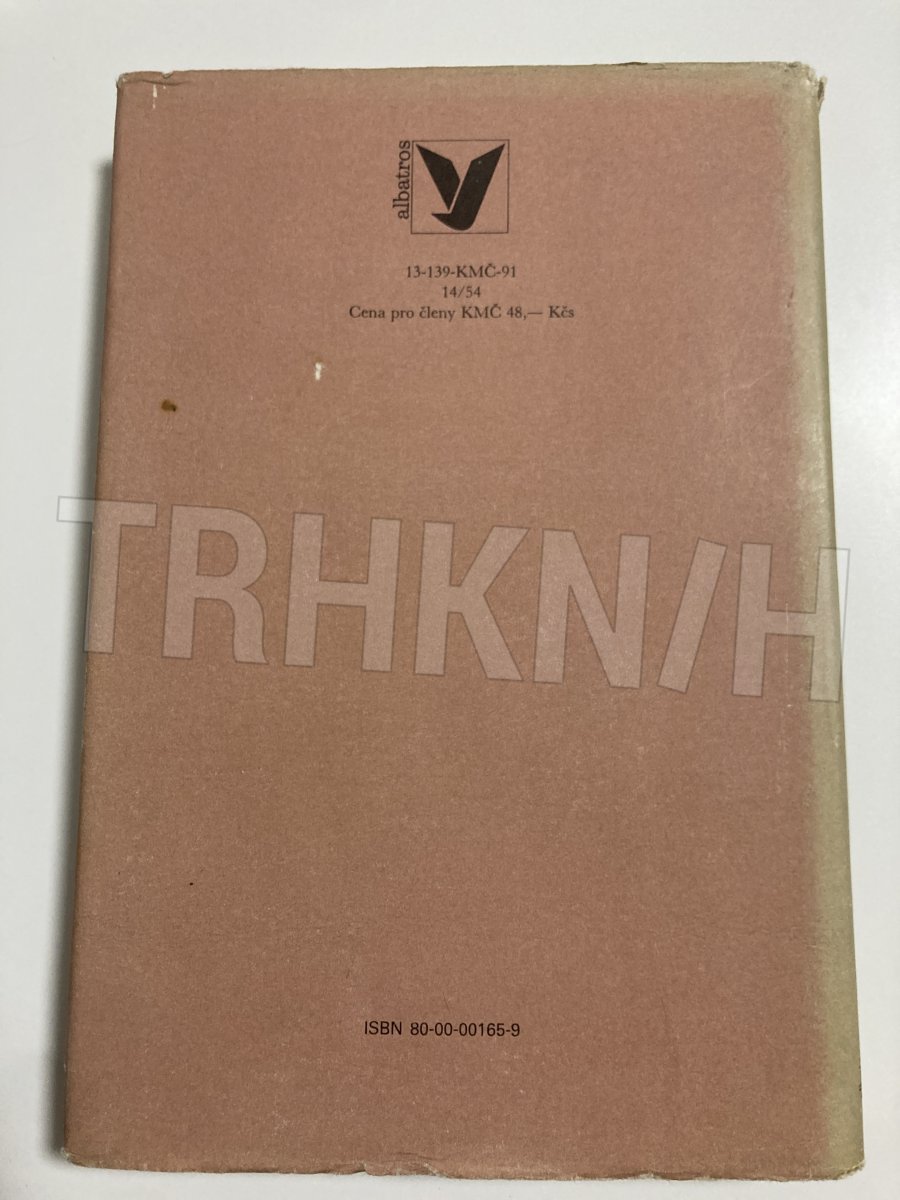 albatros
13-139-KMČ-91
14/54
Cena pro členy KMČ 48,— Kčs
TRHKNIH
ISBN 80-00-00165-9